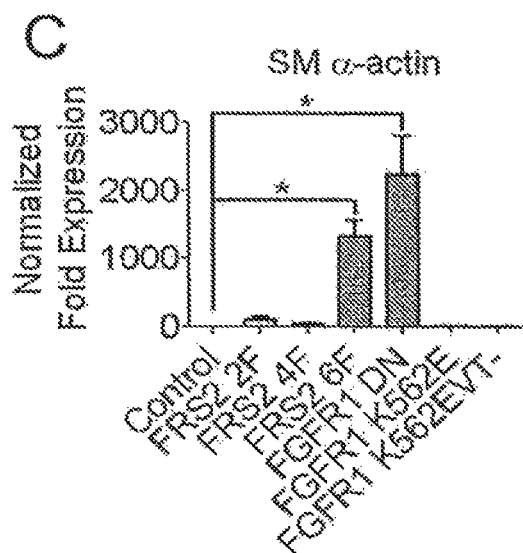 C
SM α-actin
Normalized
Fold Expression
3000
2000
1000
0
*
*
Control
FRS2 2F
FRS2 4F
FRS2 6F
FGFR1 DN
FGFR1 K562E
FGFR1 K562EVT-